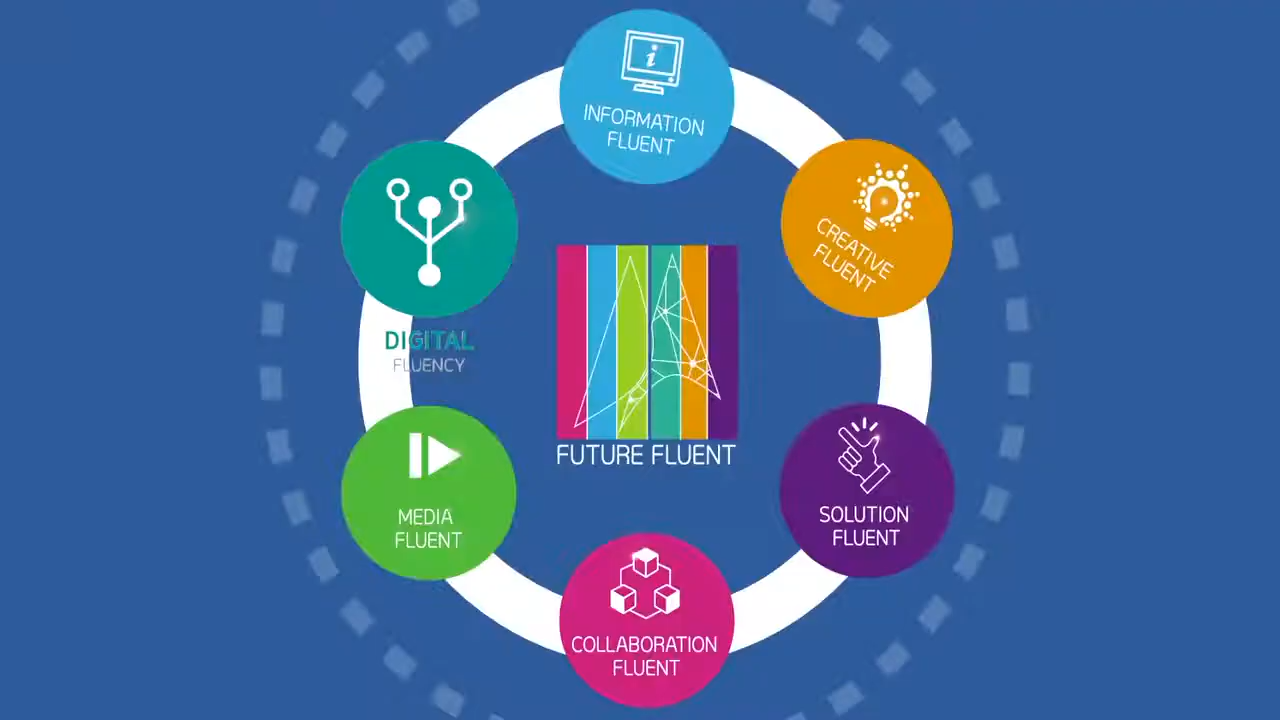 INFORMATION
FLUENT
CREATIVE
FLUENT
DIGITAL
FLUENCY
FUTURE FLUENT
MEDIA
FLUENT
SOLUTION
FLUENT
COLLABORATION
FLUENT